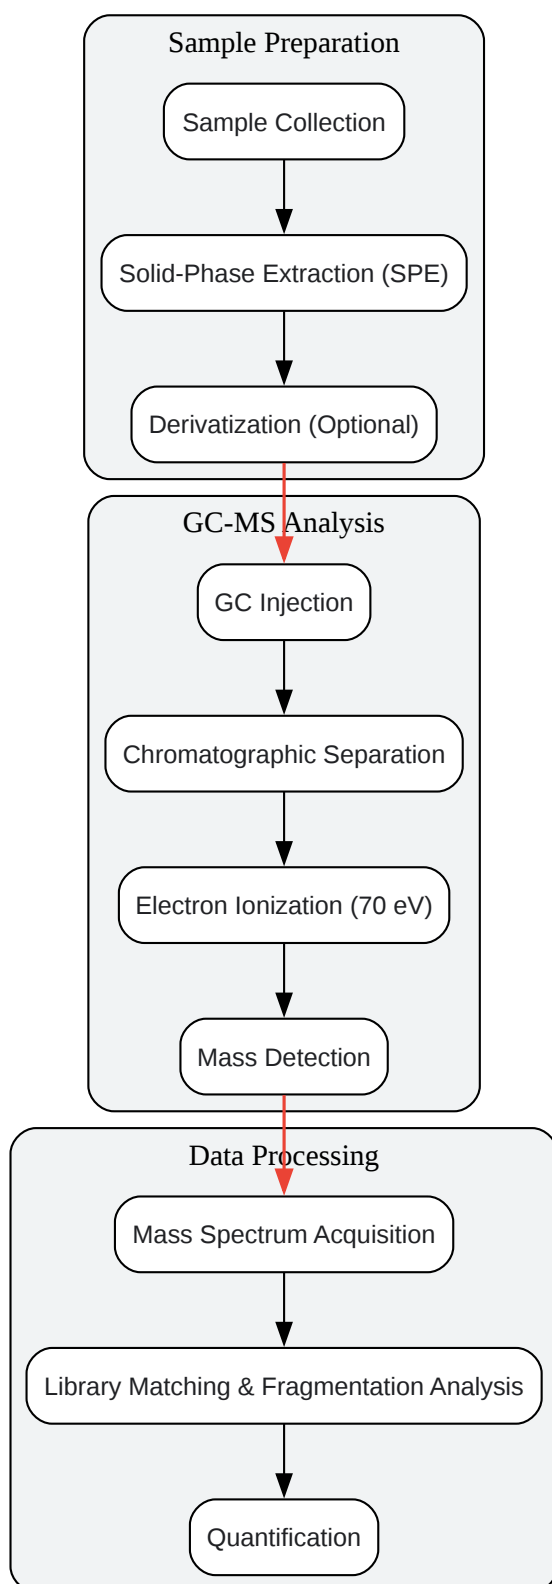 Sample Preparation
Sample Collection
Solid-Phase Extraction (SPE)
Derivatization (Optional)
GC-MS Analysis
GC Injection
Chromatographic Separation
Electron Ionization (70 eV)
Mass Detection
Data Processing
Mass Spectrum Acquisition
Library Matching & Fragmentation Analysis
Quantification